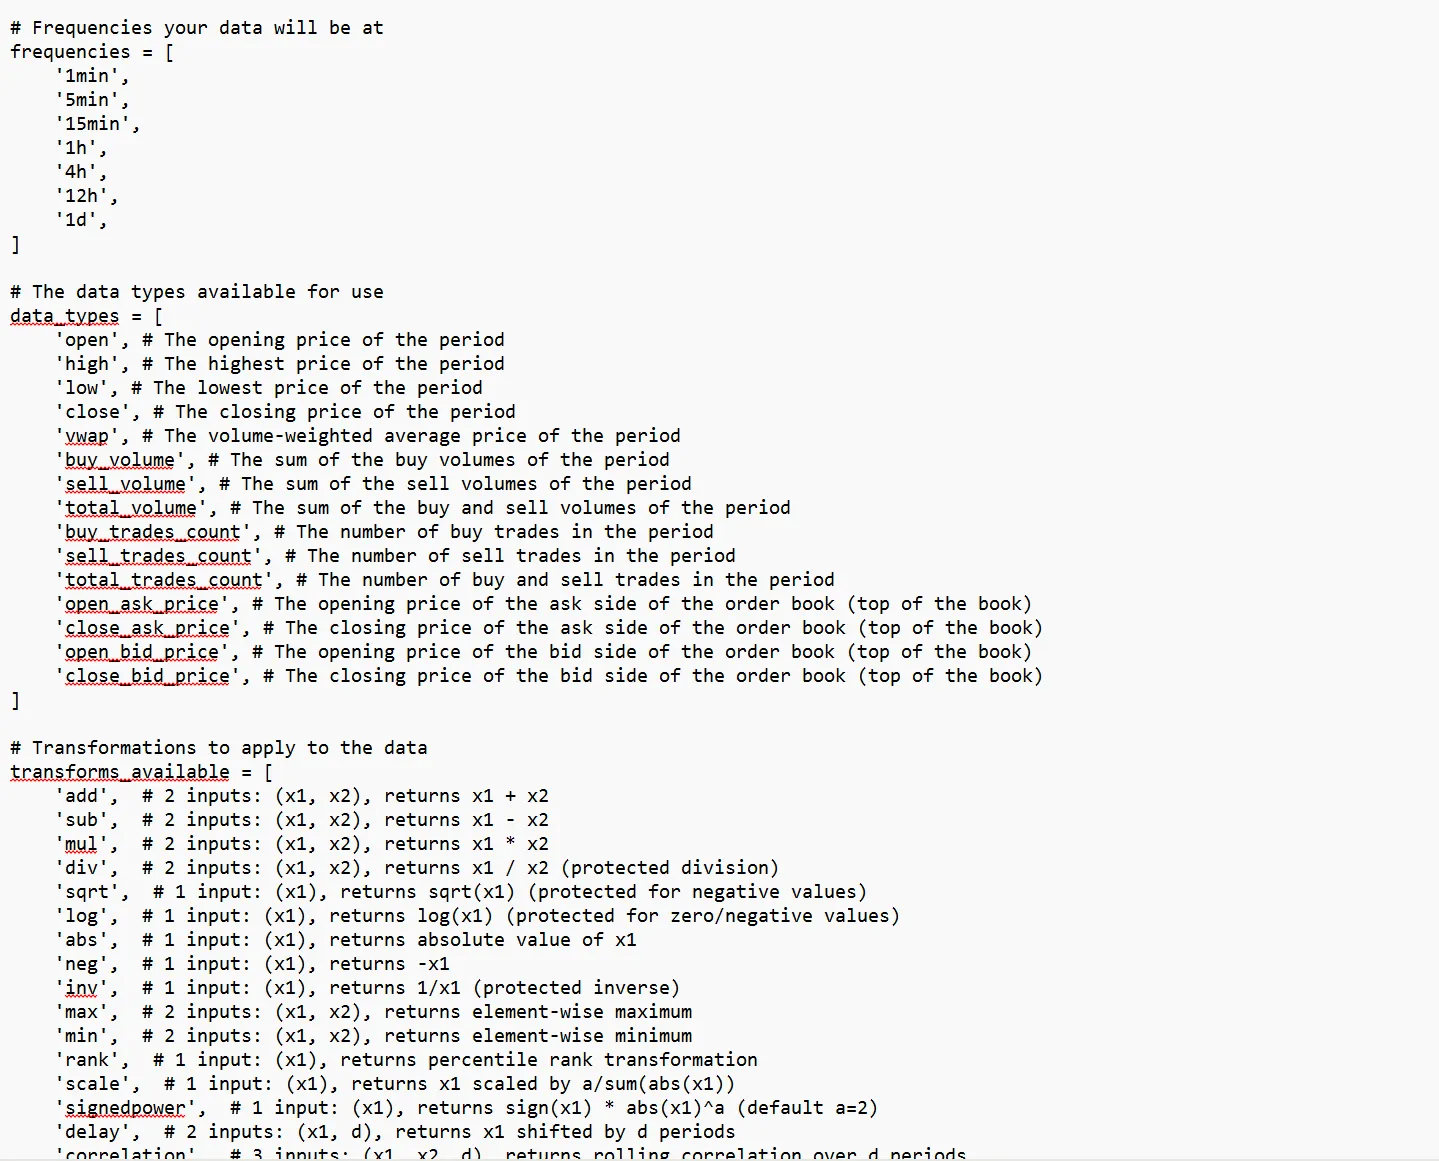 # Frequencies your data will be at
frequencies = [
    '1min',
    '5min',
    '15min',
    '1h',
    '4h',
    '12h',
    '1d',
]

# The data types available for use
data_types = [
    'open', # The opening price of the period
    'high', # The highest price of the period
    'low', # The lowest price of the period
    'close', # The closing price of the period
    'vwap', # The volume-weighted average price of the period
    'buy_volume', # The sum of the buy volumes of the period
    'sell_volume', # The sum of the sell volumes of the period
    'total_volume', # The sum of the buy and sell volumes of the period
    'buy_trades_count', # The number of buy trades in the period
    'sell_trades_count', # The number of sell trades in the period
    'total_trades_count', # The number of buy and sell trades in the period
    'open_ask_price', # The opening price of the ask side of the order book (top of the book)
    'close_ask_price', # The closing price of the ask side of the order book (top of the book)
    'open_bid_price', # The opening price of the bid side of the order book (top of the book)
    'close_bid_price', # The closing price of the bid side of the order book (top of the book)
]

# Transformations to apply to the data
transforms_available = [
    'add',  # 2 inputs: (x1, x2), returns x1 + x2
    'sub',  # 2 inputs: (x1, x2), returns x1 - x2
    'mul',  # 2 inputs: (x1, x2), returns x1 * x2
    'div',  # 2 inputs: (x1, x2), returns x1 / x2 (protected division)
    'sqrt',  # 1 input: (x1), returns sqrt(x1) (protected for negative values)
    'log',  # 1 input: (x1), returns log(x1) (protected for zero/negative values)
    'abs',  # 1 input: (x1), returns absolute value of x1
    'neg',  # 1 input: (x1), returns -x1
    'inv',  # 1 input: (x1), returns 1/x1 (protected inverse)
    'max',  # 2 inputs: (x1, x2), returns element-wise maximum
    'min',  # 2 inputs: (x1, x2), returns element-wise minimum
    'rank',  # 1 input: (x1), returns percentile rank transformation
    'scale',  # 1 input: (x1), returns x1 scaled by a/sum(abs(x1))
    'signedpower',  # 1 input: (x1), returns sign(x1) * abs(x1)^a (default a=2)
    'delay',  # 2 inputs: (x1, d), returns x1 shifted by d periods
    'correlation',  # 3 inputs: (x1, x2, d), returns rolling correlation over d periods